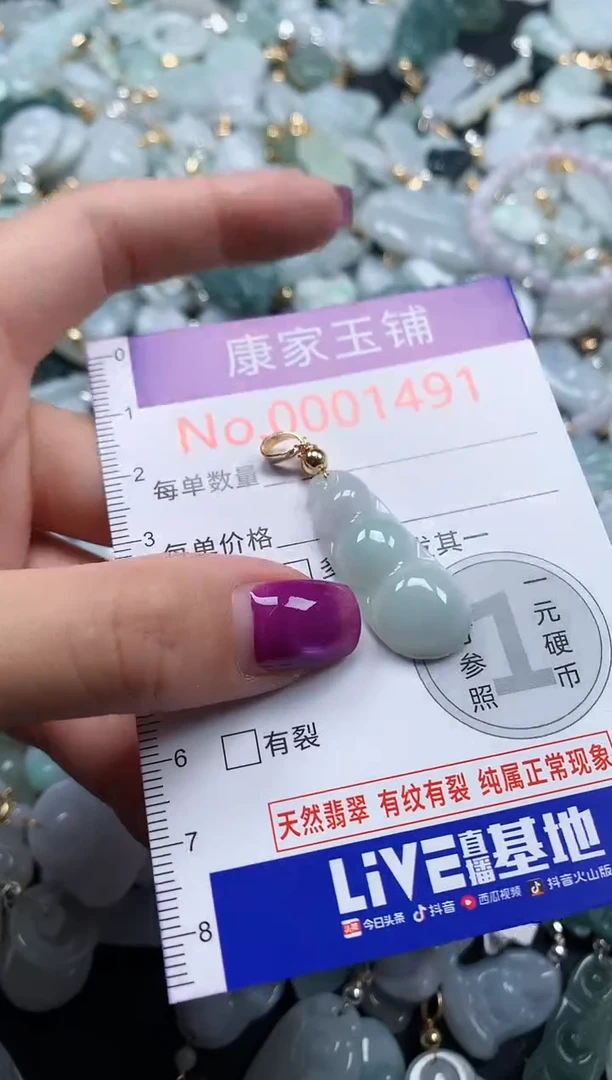 康家玉铺
No.0001491
每单数量
每单价格
发其一
一元硬币
1
参照
有裂
天然翡翠 有纹有裂 纯属正常现象
LiVE直播基地
头条 今日头条 抖音 西瓜视频 抖音火山版
0
1
2
3
6
7
8